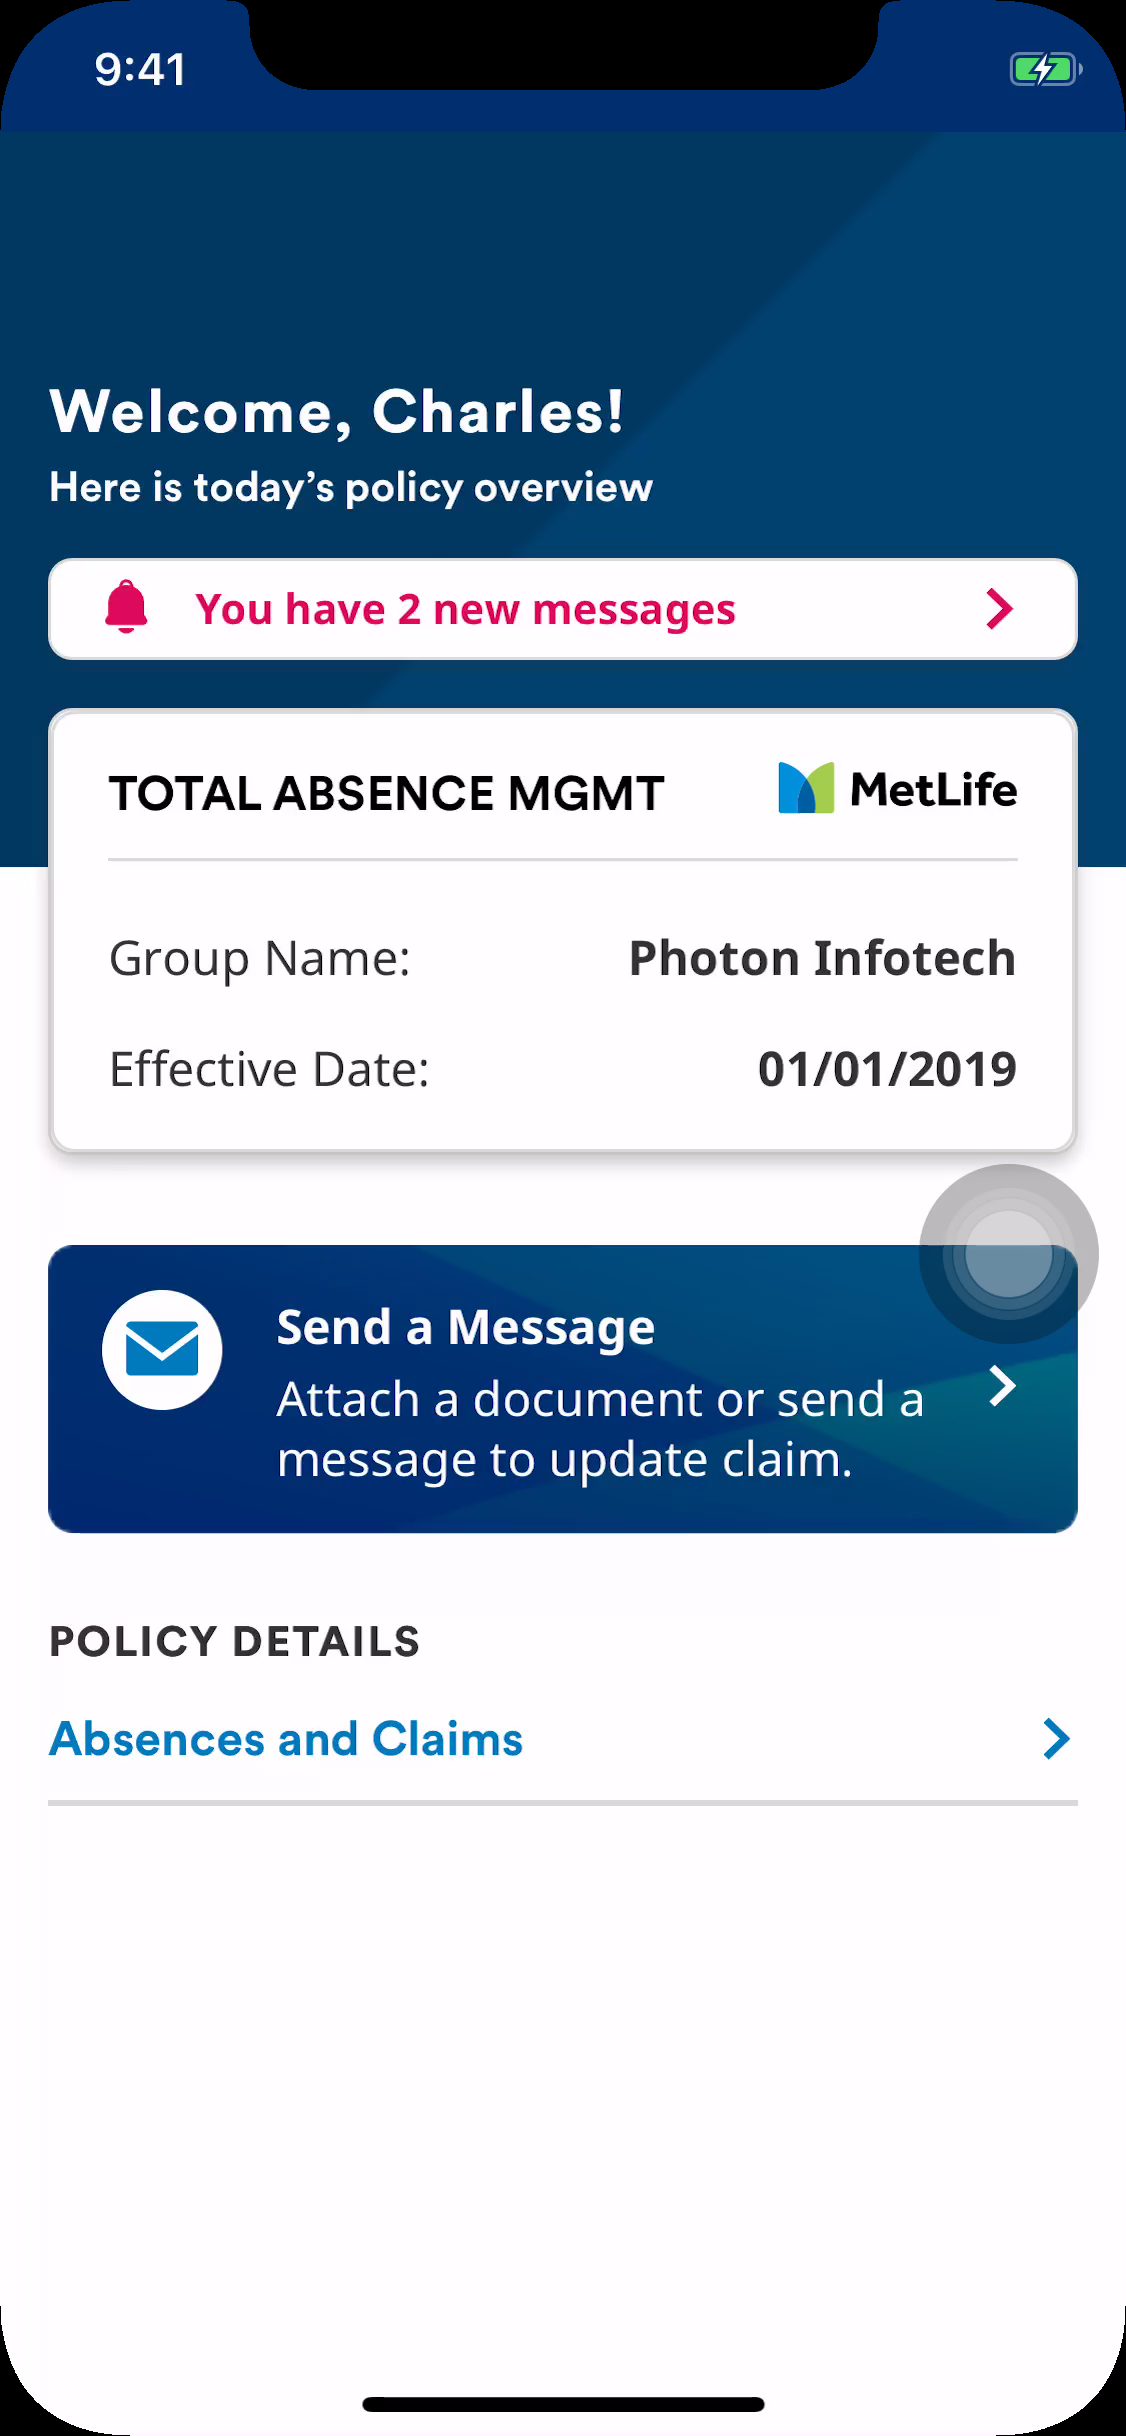 9:41
Welcome, Charles!
Here is today’s policy overview
You have 2 new messages
TOTAL ABSENCE MGMT
MetLife
Group Name: Photon Infotech
Effective Date: 01/01/2019
Send a Message
Attach a document or send a
message to update claim.
POLICY DETAILS
Absences and Claims